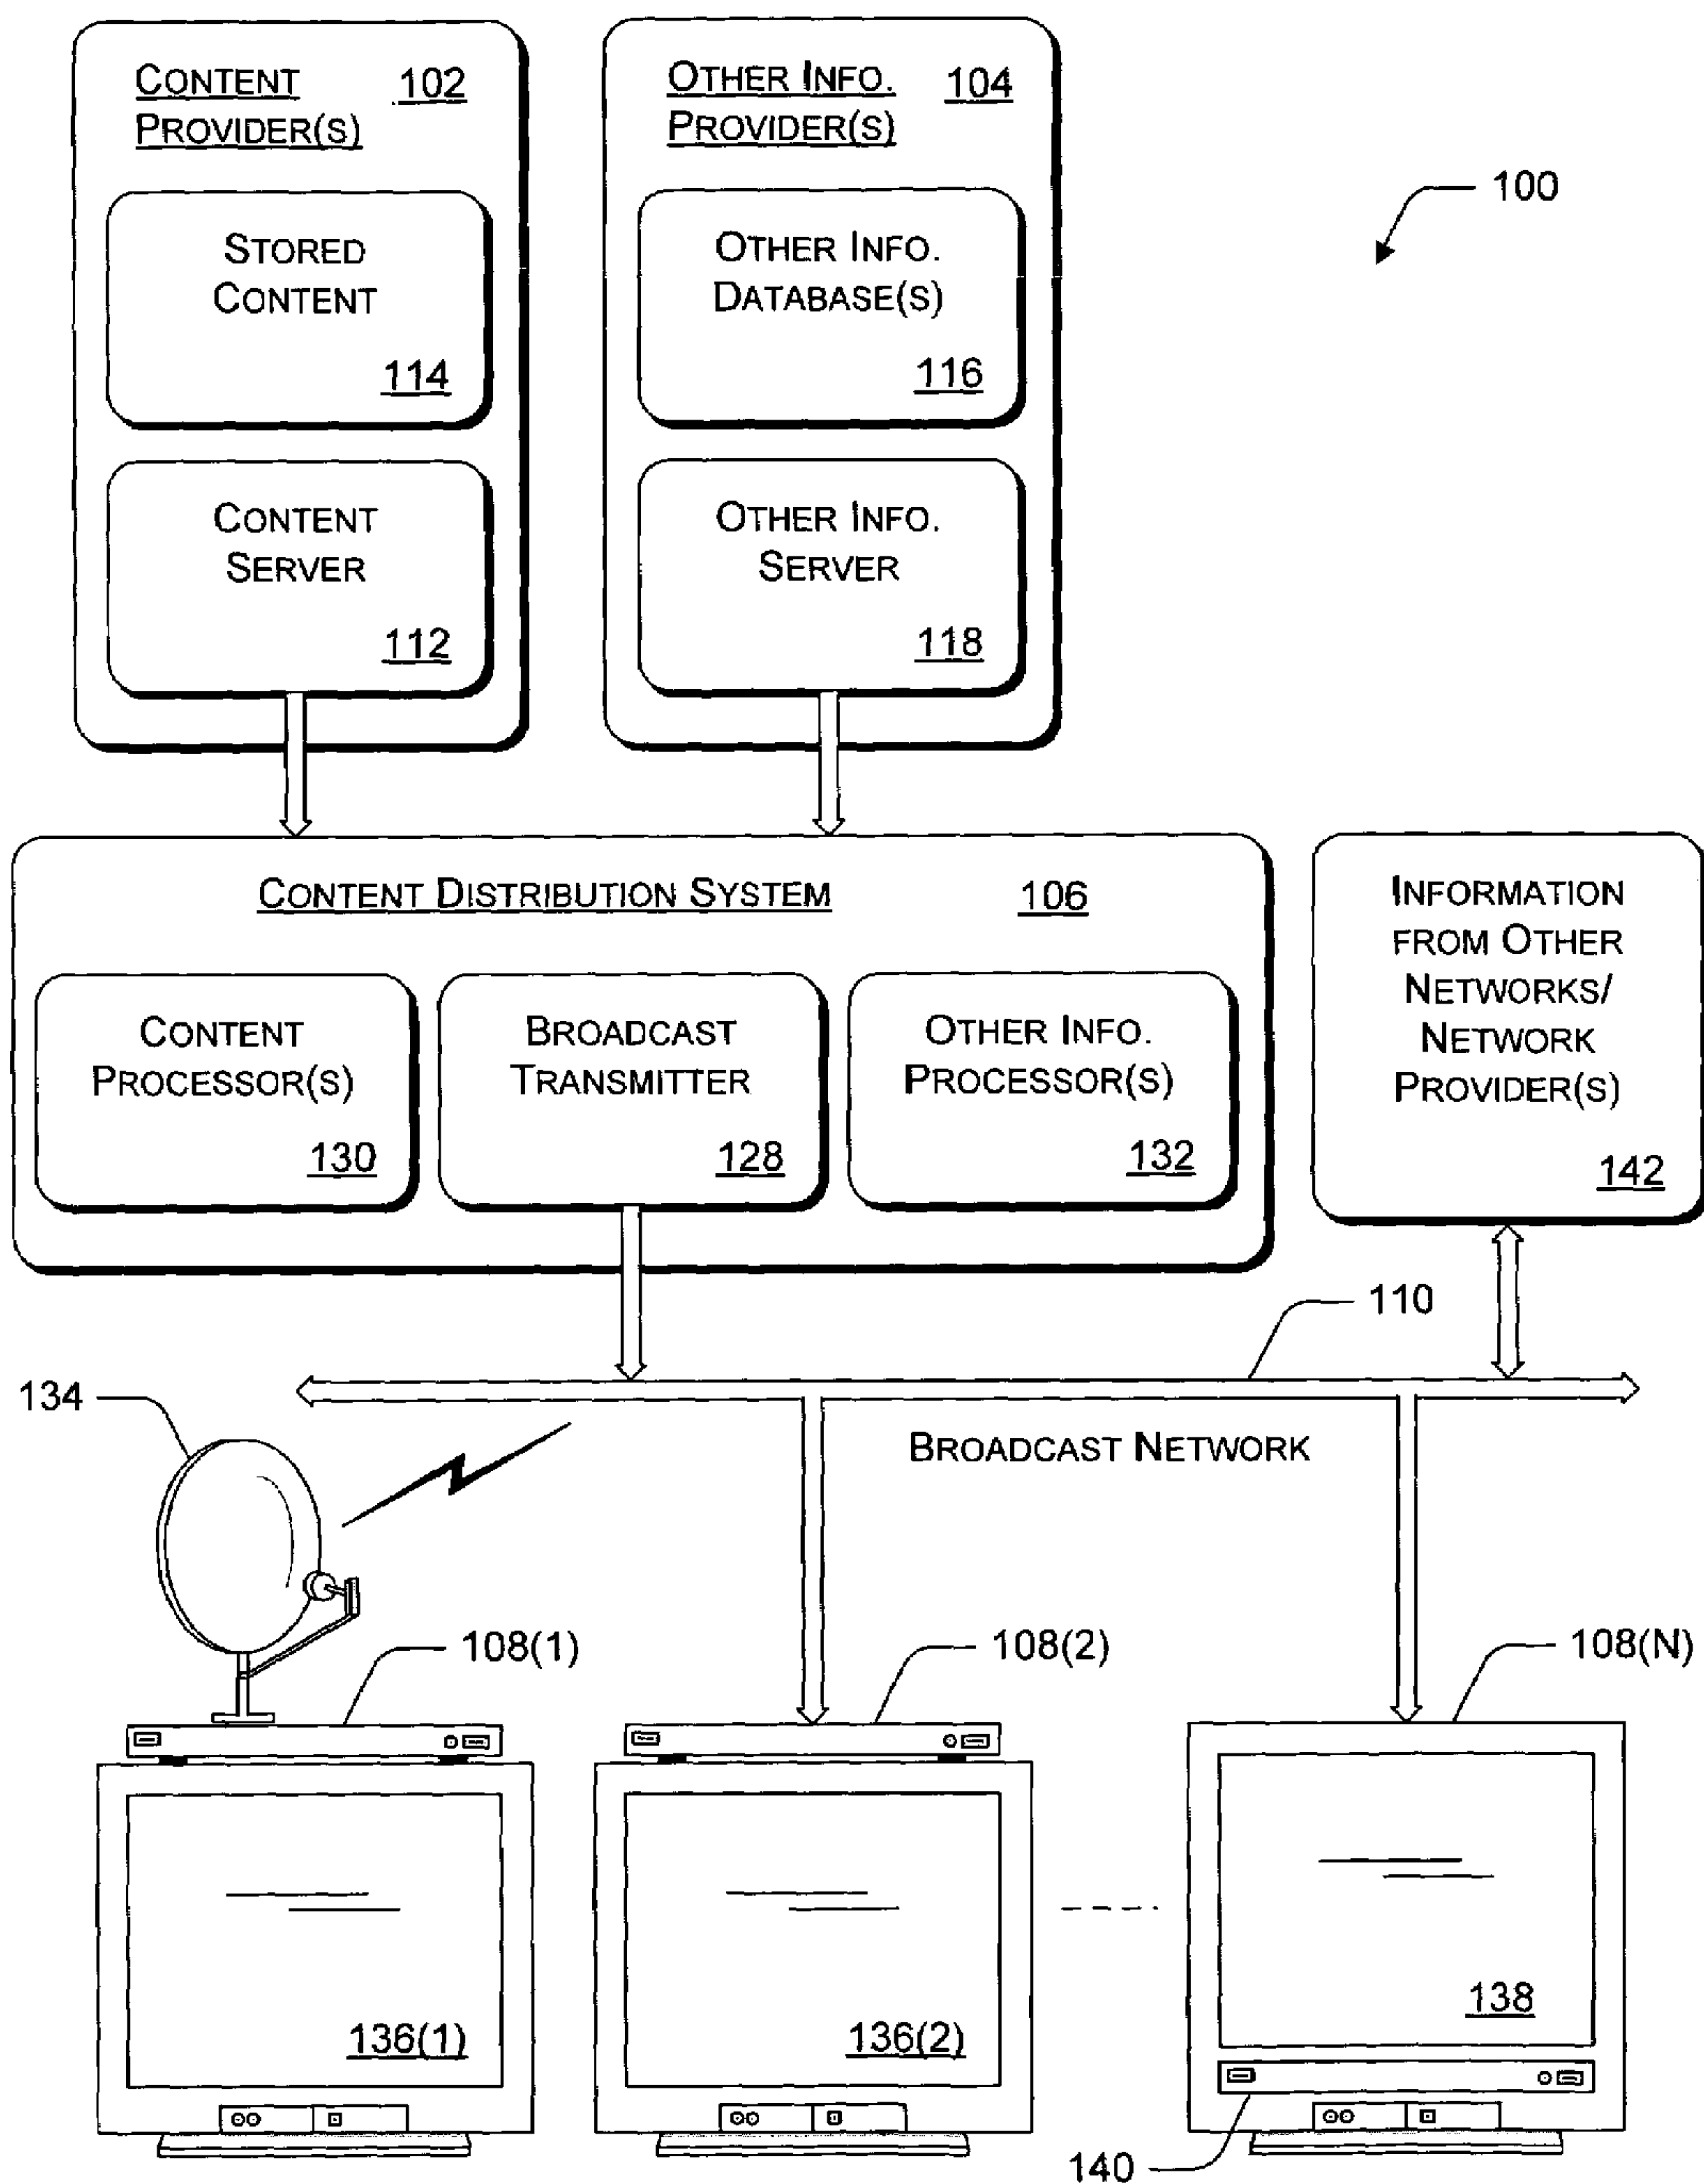 CONTENT PROVIDER(S) 102
STORED CONTENT 114
CONTENT SERVER 112
OTHER INFO. PROVIDER(S) 104
OTHER INFO. DATABASE(S) 116
OTHER INFO. SERVER 118
100
CONTENT DISTRIBUTION SYSTEM 106
CONTENT PROCESSOR(S) 130
BROADCAST TRANSMITTER 128
OTHER INFO. PROCESSOR(S) 132
INFORMATION FROM OTHER NETWORKS/ NETWORK PROVIDER(S) 142
110
134
BROADCAST NETWORK
108(1)
108(2)
108(N)
136(1)
136(2)
138
140